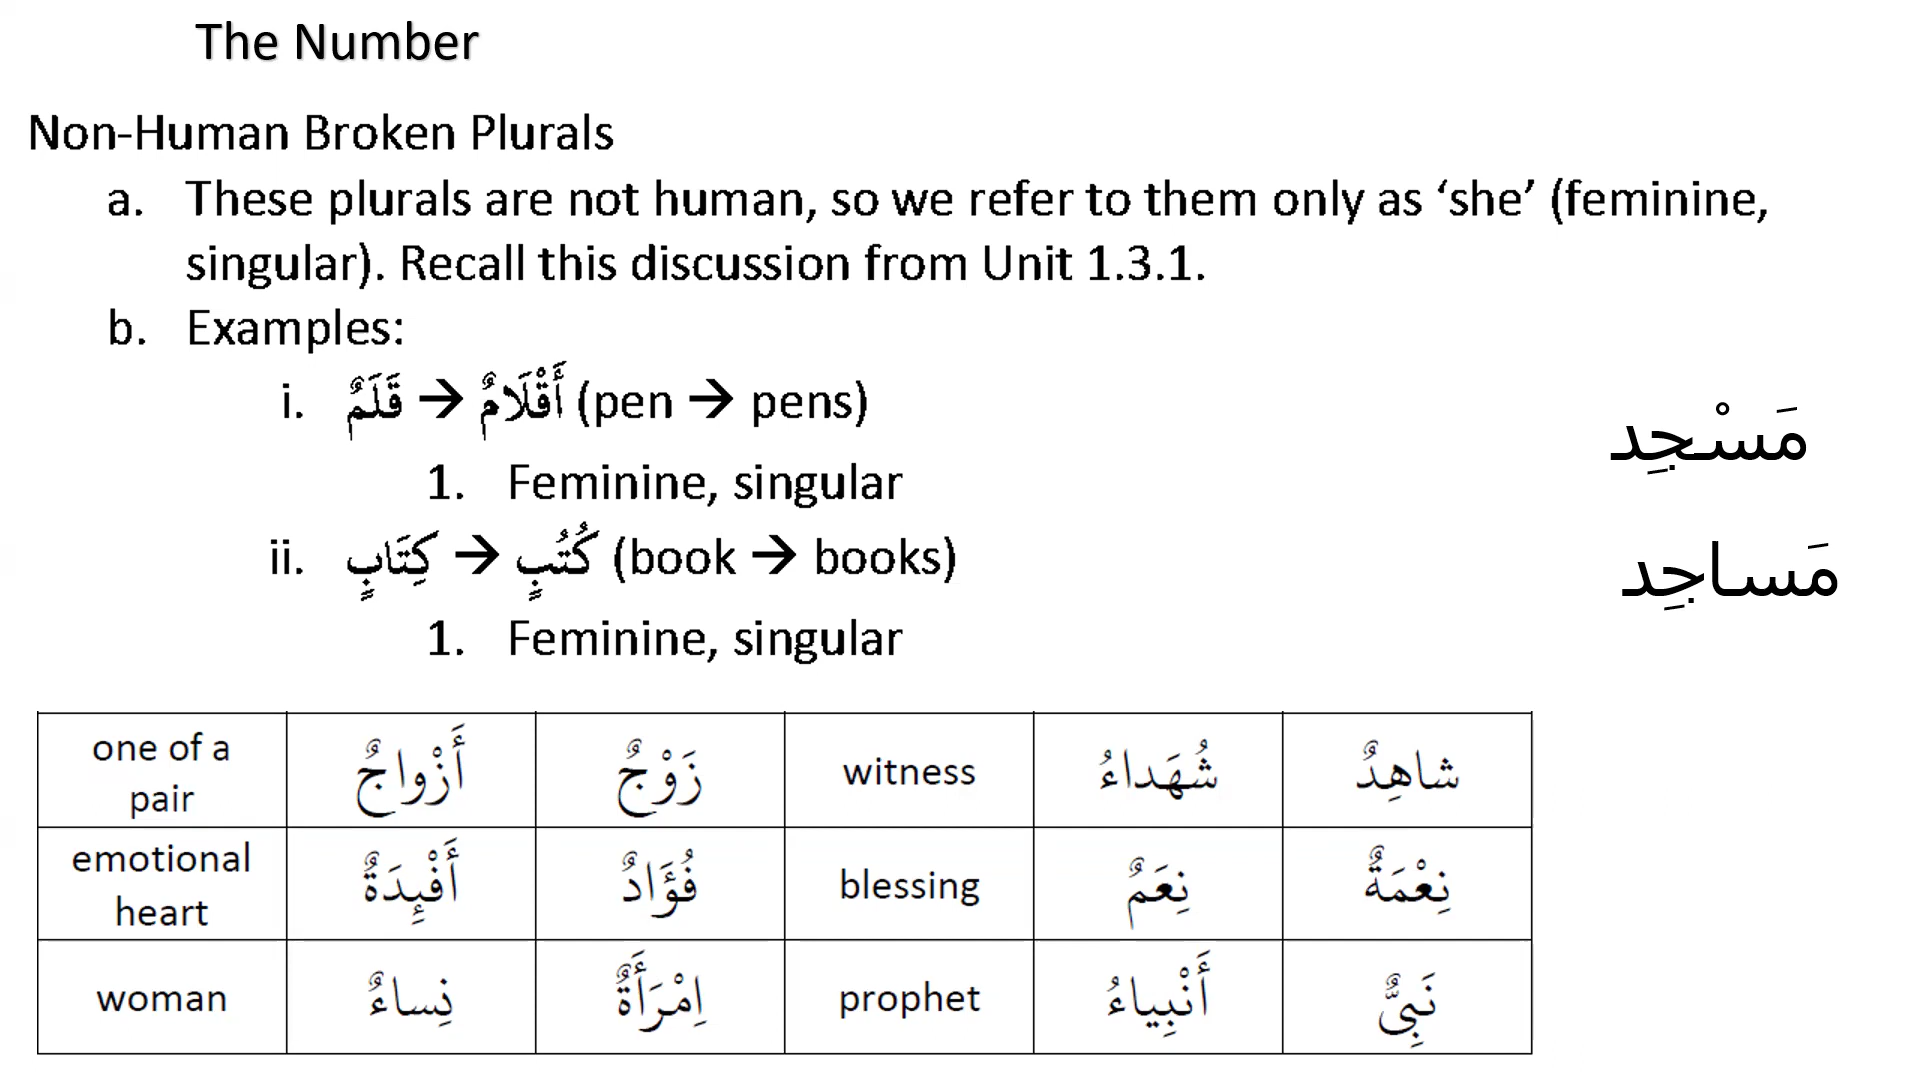 The Number
Non-Human Broken Plurals
a. These plurals are not human, so we refer to them only as ‘she’ (feminine,
singular). Recall this discussion from Unit 1.3.1.
b. Examples:
i. قَلَمٌ → أَقْلَامٌ (pen → pens)
1. Feminine, singular
ii. كِتَابٍ → كُتُبٍ (book → books)
1. Feminine, singular
مَسْجِد
مَساجِد
one of a pair أَزْواجٌ زَوْجٌ witness شُهَداءُ شاهِدٌ
emotional heart أَفْئِدَةٌ فُؤَادٌ blessing نِعَمٌ نِعْمَةٌ
woman نِساءٌ اِمْرَأَةٌ prophet أَنْبِياءُ نَبِىٌّ